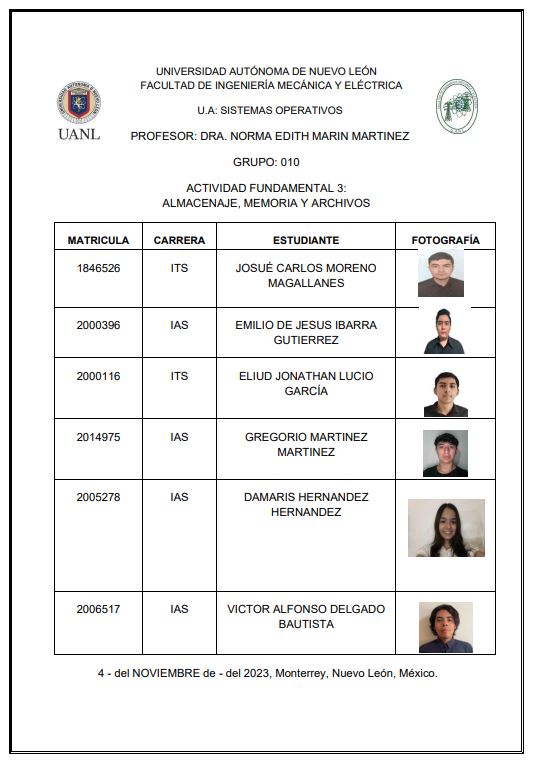 UNIVERSIDAD AUTÓNOMA DE NUEVO LEÓN
FACULTAD DE INGENIERÍA MECÁNICA Y ELÉCTRICA
U.A: SISTEMAS OPERATIVOS
UANL
PROFESOR: DRA. NORMA EDITH MARIN MARTINEZ
GRUPO: 010
ACTIVIDAD FUNDAMENTAL 3:
ALMACENAJE, MEMORIA Y ARCHIVOS
MATRICULA CARRERA ESTUDIANTE FOTOGRAFÍA
1846526 ITS JOSUÉ CARLOS MORENO
MAGALLANES
2000396 IAS EMILIO DE JESUS IBARRA
GUTIERREZ
2000116 ITS ELIUD JONATHAN LUCIO
GARCÍA
2014975 IAS GREGORIO MARTINEZ
MARTINEZ
2005278 IAS DAMARIS HERNANDEZ
HERNANDEZ
2006517 IAS VICTOR ALFONSO DELGADO
BAUTISTA
4 - del NOVIEMBRE de - del 2023, Monterrey, Nuevo León, México.